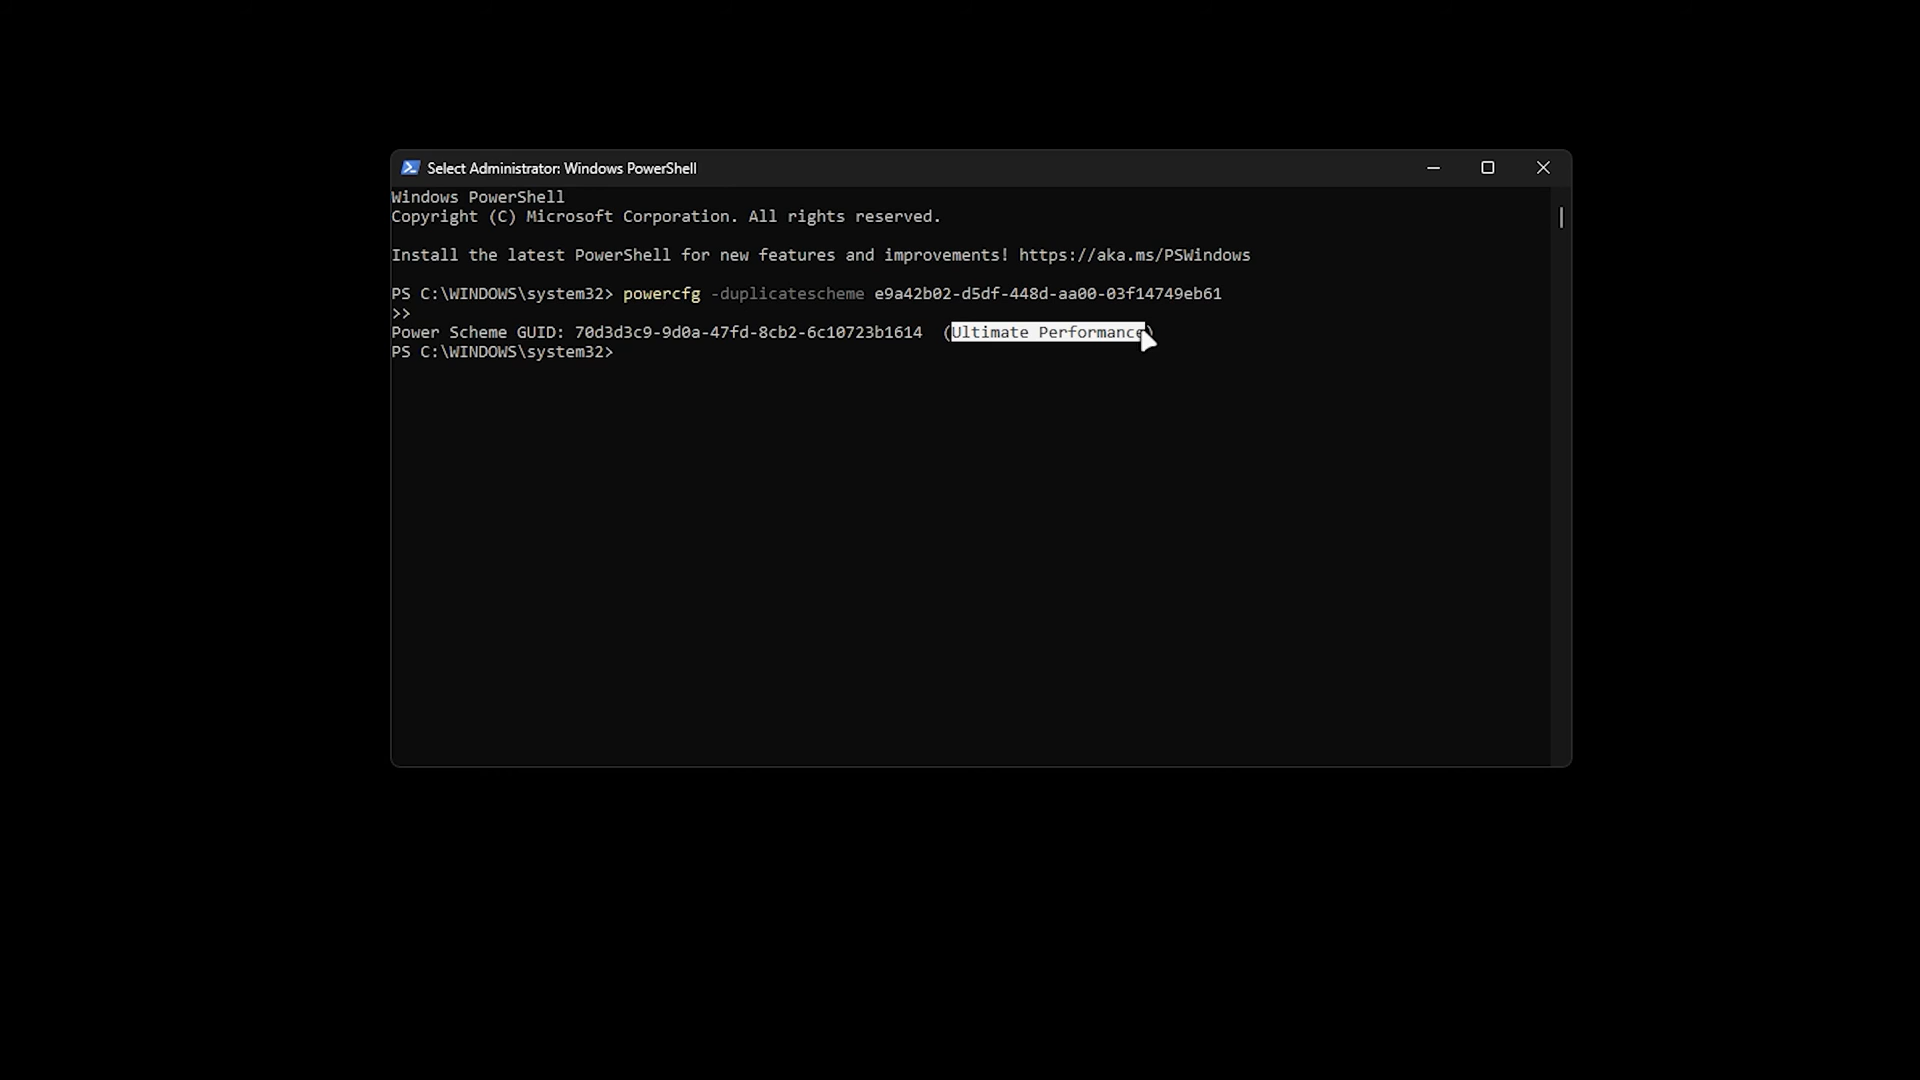 Select Administrator: Windows PowerShell
Windows PowerShell
Copyright (C) Microsoft Corporation. All rights reserved.
Install the latest PowerShell for new features and improvements! https://aka.ms/PSWindows
PS C:\WINDOWS\system32> powercfg -duplicatescheme e9a42b02-d5df-448d-aa00-03f14749eb61
>>
Power Scheme GUID: 70d3d3c9-9d0a-47fd-8cb2-6c10723b1614  (Ultimate Performance)
PS C:\WINDOWS\system32>